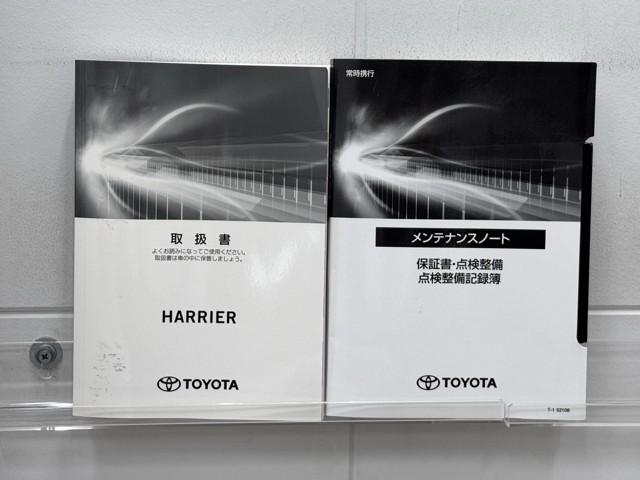 取扱書
よくお読みになってご使用ください。
取扱書は車の中に保管しましょう。
HARRIER
TOYOTA
常時携行
メンテナンスノート
保証書・点検整備
点検整備記録簿
TOYOTA